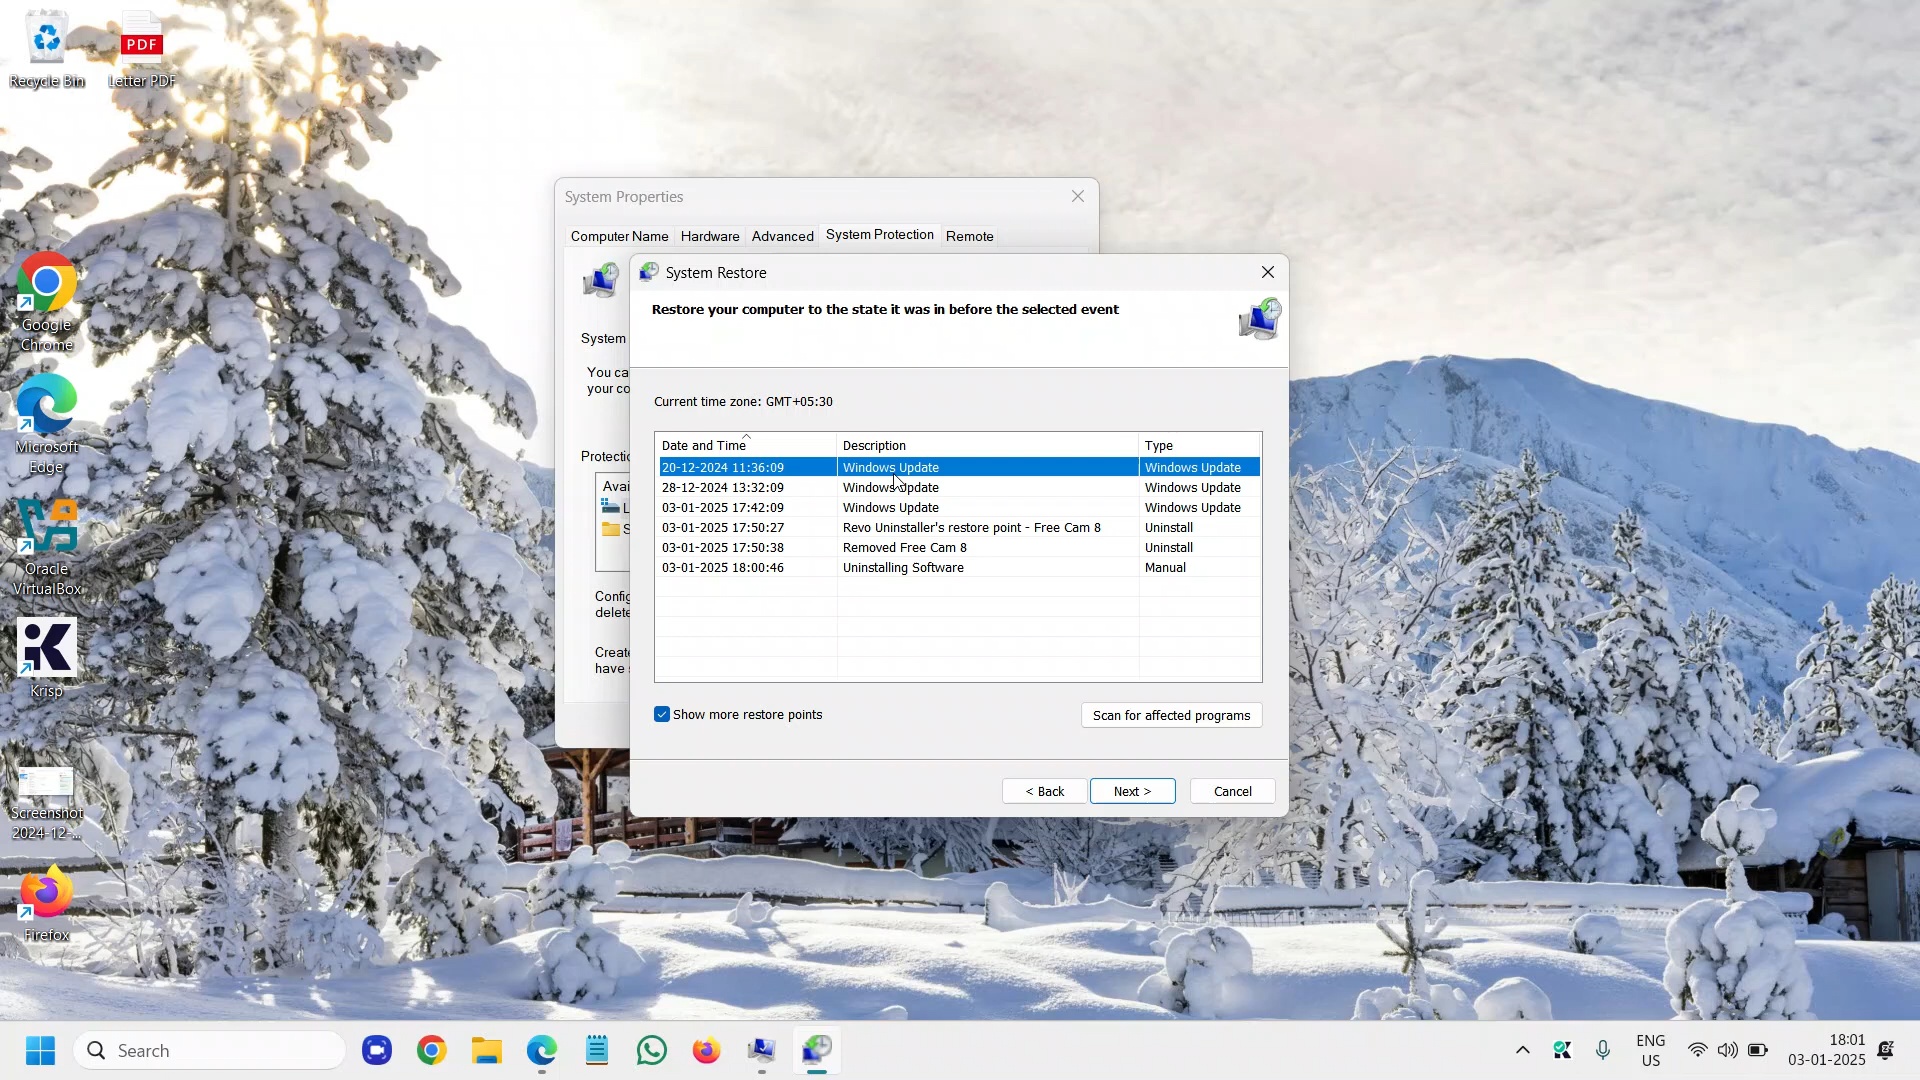 Recycle Bin
PDF
Letter PDF
Google
Chrome
Microsoft
Edge
Oracle
VirtualBox
Krisp
Screenshot
2024-12-...
Firefox
System Properties
Computer Name
Hardware
Advanced
System Protection
Remote
System
You ca
your co
Protectio
Avai
Config
delete
Create
have s
System Restore
Restore your computer to the state it was in before the selected event
Current time zone: GMT+05:30
Date and Time Description Type
20-12-2024 11:36:09 Windows Update Windows Update
28-12-2024 13:32:09 Windows Update Windows Update
03-01-2025 17:42:09 Windows Update Windows Update
03-01-2025 17:50:27 Revo Uninstaller's restore point - Free Cam 8 Uninstall
03-01-2025 17:50:38 Removed Free Cam 8 Uninstall
03-01-2025 18:00:46 Uninstalling Software Manual
Show more restore points
Scan for affected programs
< Back
Next >
Cancel
Search
ENG
US
18:01
03-01-2025